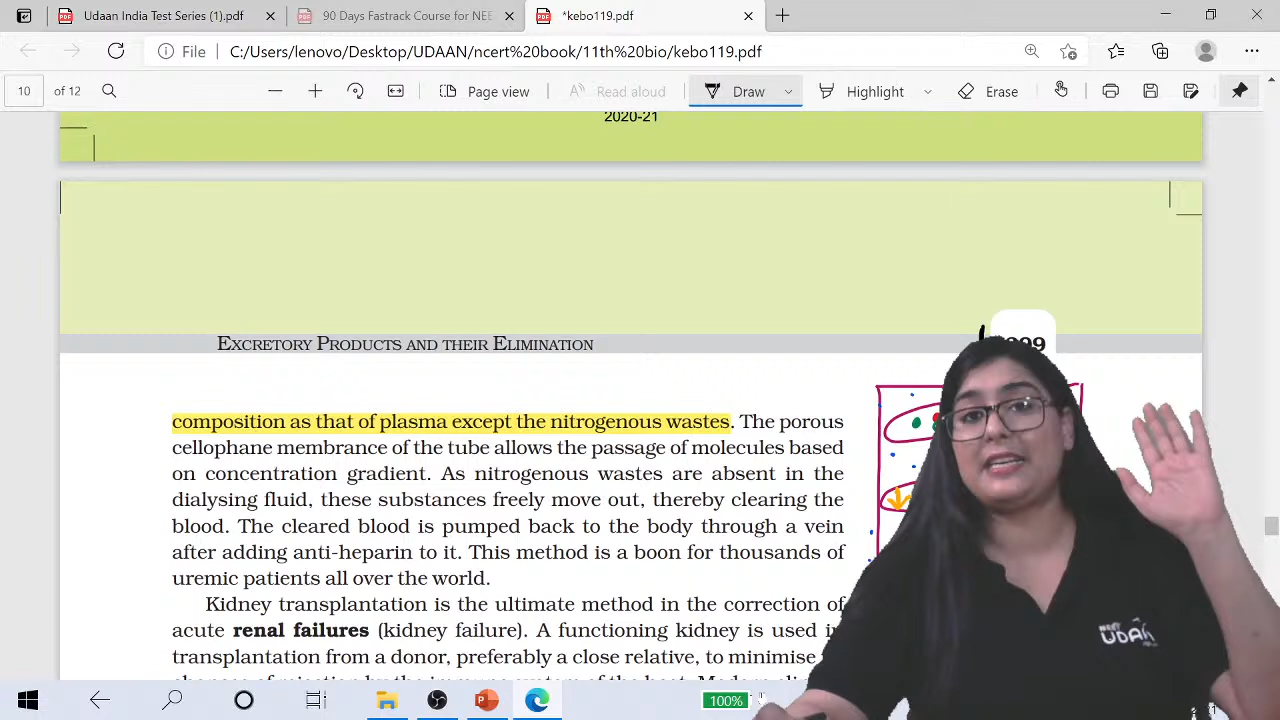 Udaan India Test Series (1).pdf
90 Days Fastrack Course for NEE
*kebo119.pdf
File C:/Users/lenovo/Desktop/UDAAN/ncert%20book/11th%20bio/kebo119.pdf
10 of 12 Page view Read aloud Draw Highlight Erase
2020-21
EXCRETORY PRODUCTS AND THEIR ELIMINATION
composition as that of plasma except the nitrogenous wastes. The porous
cellophane membrance of the tube allows the passage of molecules based
on concentration gradient. As nitrogenous wastes are absent in the
dialysing fluid, these substances freely move out, thereby clearing the
blood. The cleared blood is pumped back to the body through a vein
after adding anti-heparin to it. This method is a boon for thousands of
uremic patients all over the world.
Kidney transplantation is the ultimate method in the correction of
acute renal failures (kidney failure). A functioning kidney is used in
transplantation from a donor, preferably a close relative, to minimise
UDAAN
100%